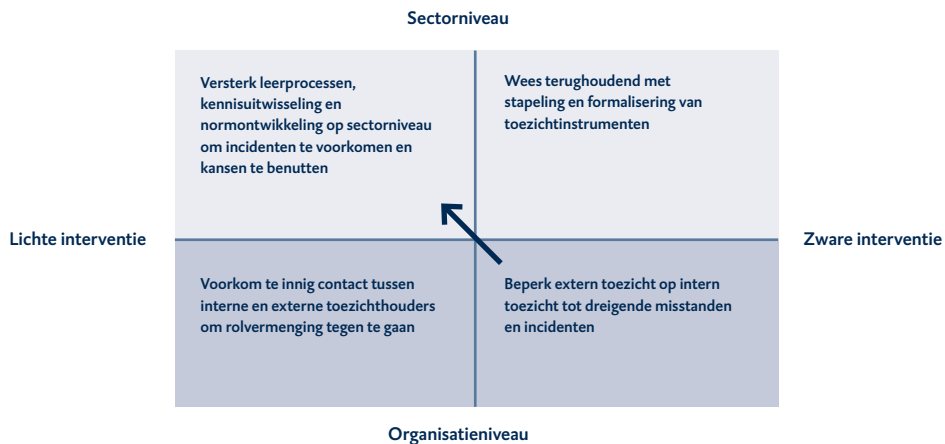 Sectorniveau
Versterk leerprocessen,
kennisuitwisseling en
normontwikkeling op sectorniveau
om incidenten te voorkomen en
kansen te benutten
Wees terughoudend met
stapeling en formalisering van
toezichtinstrumenten
Lichte interventie
Zware interventie
Voorkom te innig contact tussen
interne en externe toezichthouders
om rolvermenging tegen te gaan
Beperk extern toezicht op intern
toezicht tot dreigende misstanden
en incidenten
Organisatieniveau